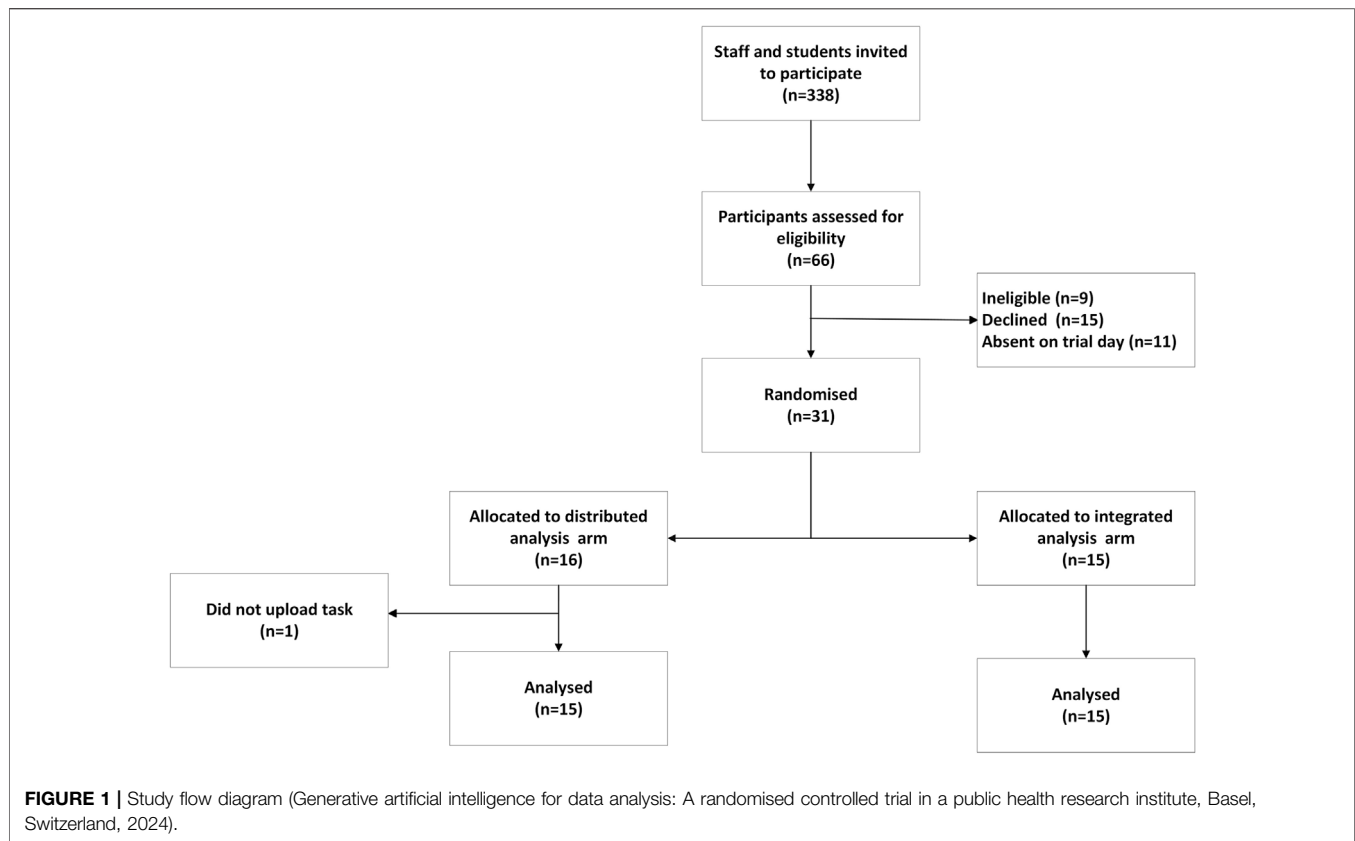 Staff and students invited
to participate
(n=338)
Participants assessed for
eligibility
(n=66)
Ineligible (n=9)
Declined (n=15)
Absent on trial day (n=11)
Randomised
(n=31)
Allocated to distributed
analysis arm
(n=16)
Allocated to integrated
analysis arm
(n=15)
Did not upload task
(n=1)
Analysed
(n=15)
Analysed
(n=15)
FIGURE 1 | Study flow diagram (Generative artificial intelligence for data analysis: A randomised controlled trial in a public health research institute, Basel,
Switzerland, 2024).